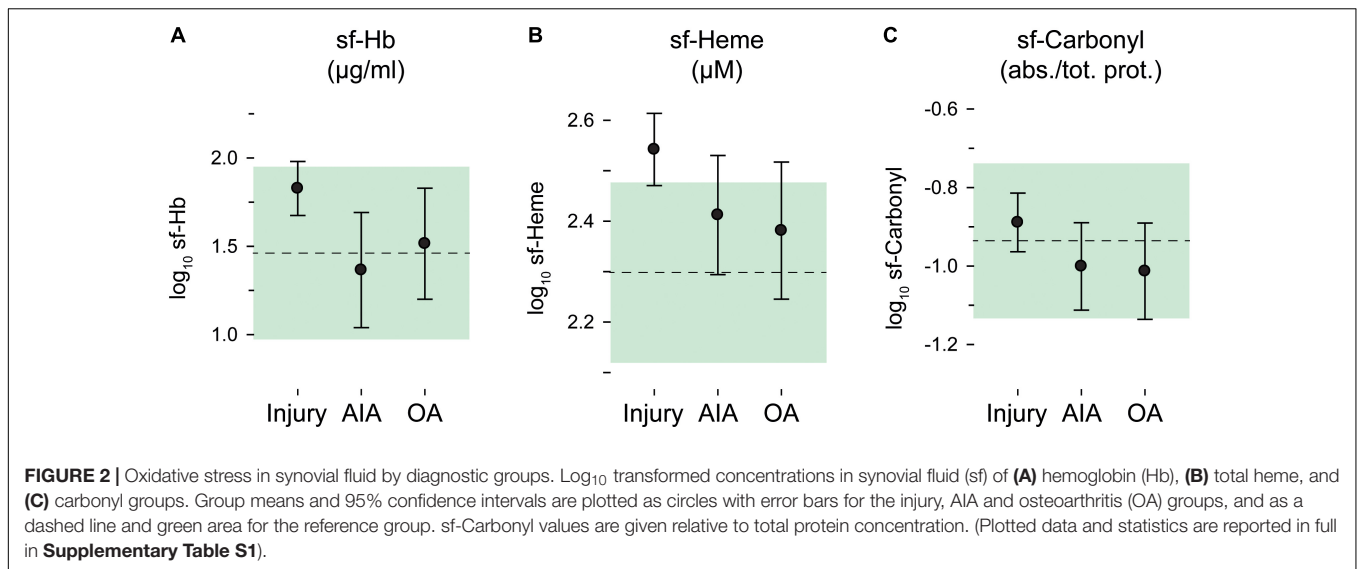 A
sf-Hb
(µg/ml)
log10 sf-Hb
2.0
1.5
1.0
Injury AIA OA
B
sf-Heme
(µM)
log10 sf-Heme
2.6
2.4
2.2
Injury AIA OA
C
sf-Carbonyl
(abs./tot. prot.)
log10 sf-Carbonyl
-0.6
-0.8
-1.0
-1.2
Injury AIA OA
FIGURE 2 | Oxidative stress in synovial fluid by diagnostic groups. Log10 transformed concentrations in synovial fluid (sf) of (A) hemoglobin (Hb), (B) total heme, and
(C) carbonyl groups. Group means and 95% confidence intervals are plotted as circles with error bars for the injury, AIA and osteoarthritis (OA) groups, and as a
dashed line and green area for the reference group. sf-Carbonyl values are given relative to total protein concentration. (Plotted data and statistics are reported in full
in Supplementary Table S1).